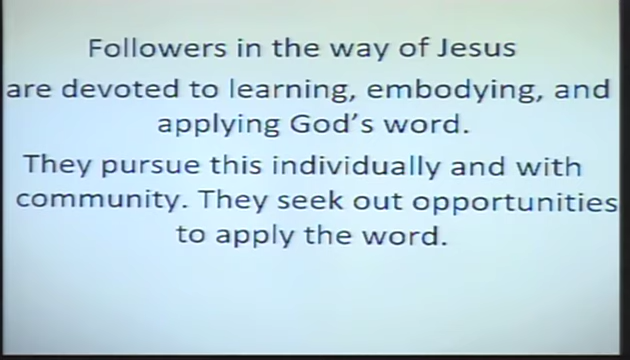 Followers in the way of Jesus
are devoted to learning, embodying, and
applying God's word.
They pursue this individually and with
community. They seek out opportunities
to apply the word.